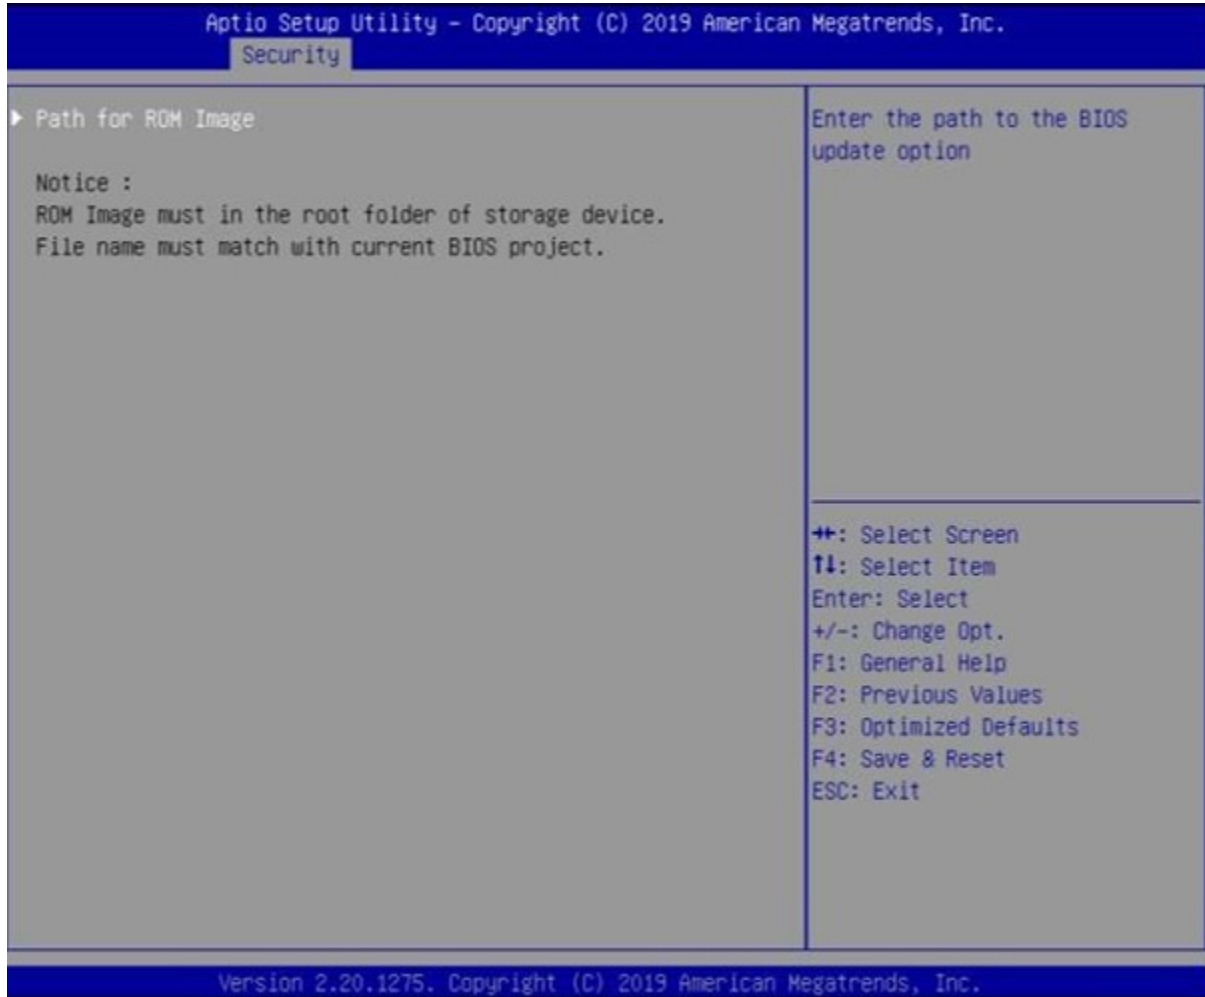 Aptio Setup Utility – Copyright (C) 2019 American Megatrends, Inc.
Security
Path for ROM Image
Notice :
ROM Image must in the root folder of storage device.
File name must match with current BIOS project.
Enter the path to the BIOS
update option
→←: Select Screen
↑↓: Select Item
Enter: Select
+/-: Change Opt.
F1: General Help
F2: Previous Values
F3: Optimized Defaults
F4: Save & Reset
ESC: Exit
Version 2.20.1275. Copyright (C) 2019 American Megatrends, Inc.